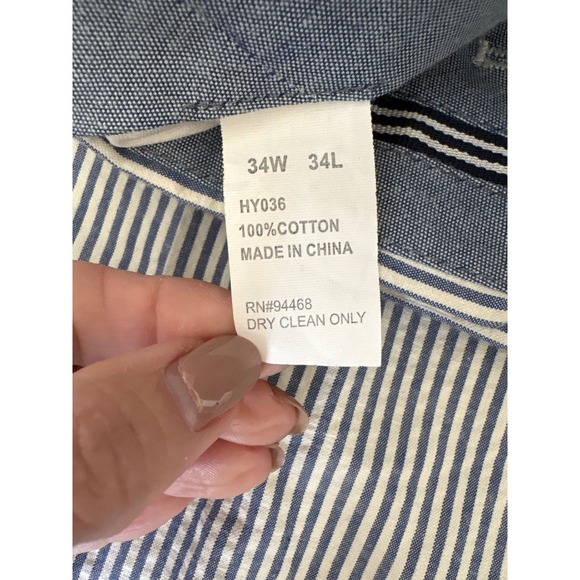 34W 34L
HY036
100%COTTON
MADE IN CHINA
RN#94468
DRY CLEAN ONLY